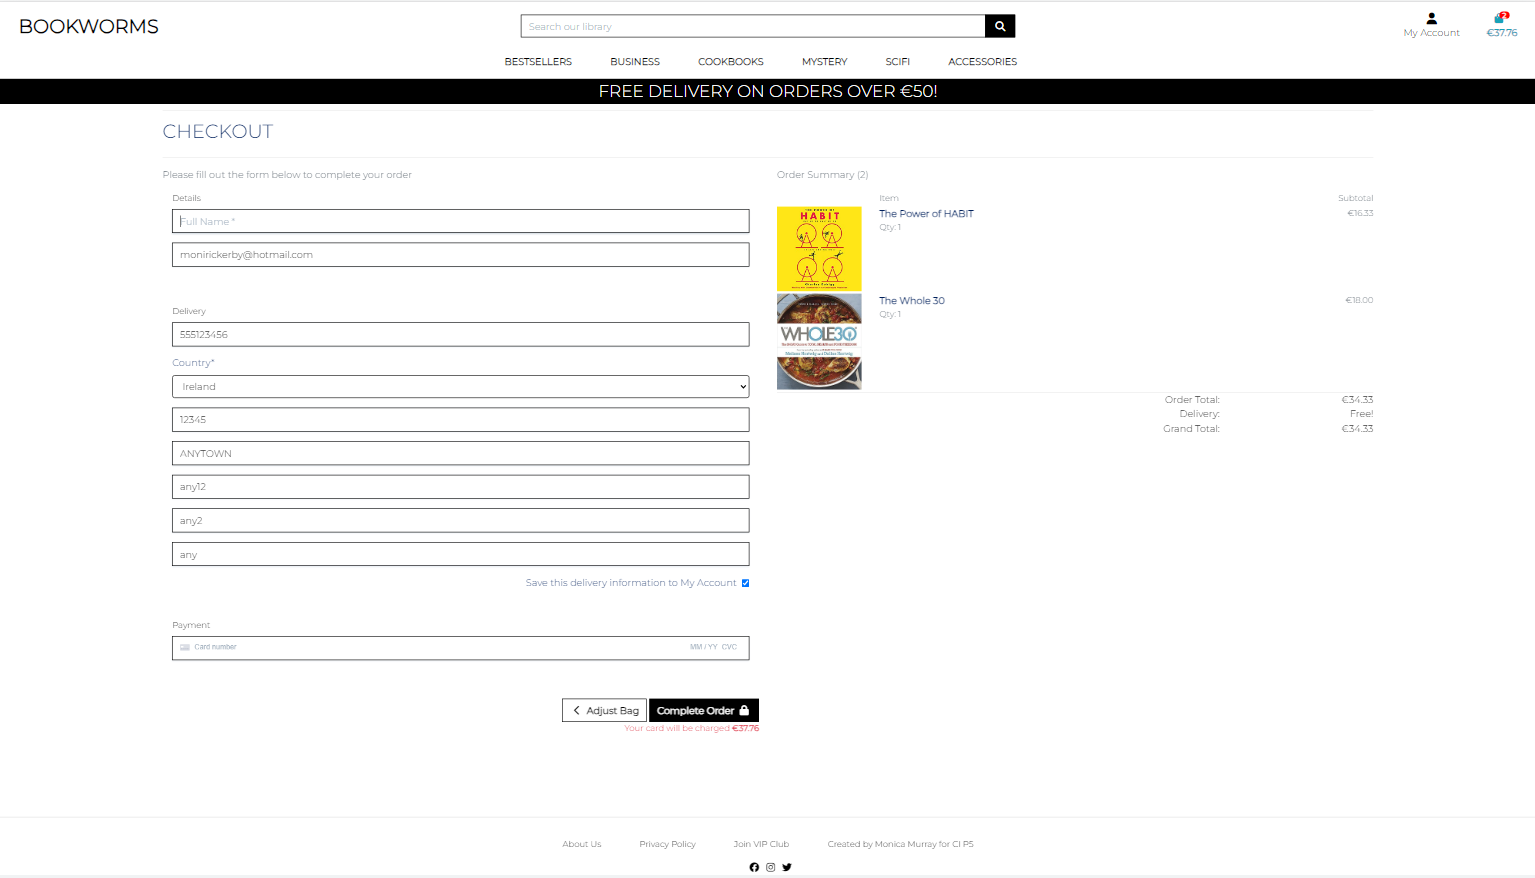 BOOKWORMS
Search our library
My Account
2
€37.76
BESTSELLERS BUSINESS COOKBOOKS MYSTERY SCIFI ACCESSORIES
FREE DELIVERY ON ORDERS OVER €50!
CHECKOUT
Please fill out the form below to complete your order
Details
Full Name *
monirickerby@hotmail.com
Delivery
555123456
Country*
Ireland
12345
ANYTOWN
any12
any2
any
Save this delivery information to My Account
Payment
Card number MM / YY CVC
Adjust Bag Complete Order
Your card will be charged €37.76
Order Summary (2)
Item Subtotal
THE POWER OF
HABIT
The Power of HABIT €16.33
Qty: 1
WHOLE30
The Whole 30 €18.00
Qty: 1
Order Total: €34.33
Delivery: Free!
Grand Total: €34.33
About Us Privacy Policy Join VIP Club Created by Monica Murray for CI P5